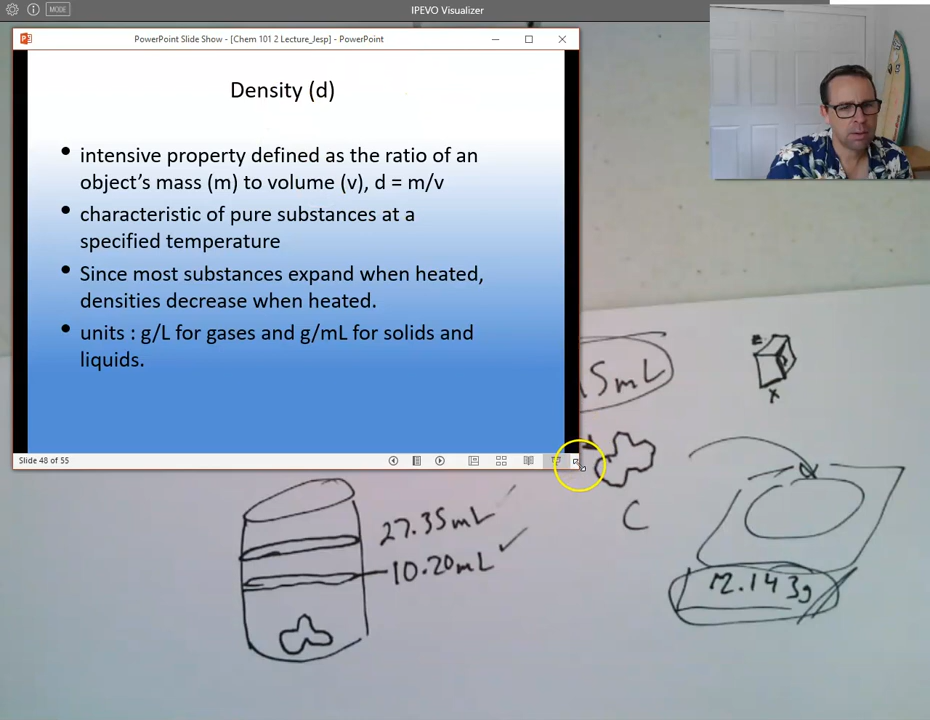 MODE
IPEVO Visualizer
PowerPoint Slide Show - [Chem 101 2 Lecture_Jesp] - PowerPoint
Density (d)
• intensive property defined as the ratio of an
object's mass (m) to volume (v), d = m/v
• characteristic of pure substances at a
specified temperature
• Since most substances expand when heated,
densities decrease when heated.
• units : g/L for gases and g/mL for solids and
liquids.
Slide 48 of 55
5mL
x
C
27.35mL
10.20mL
12.143g